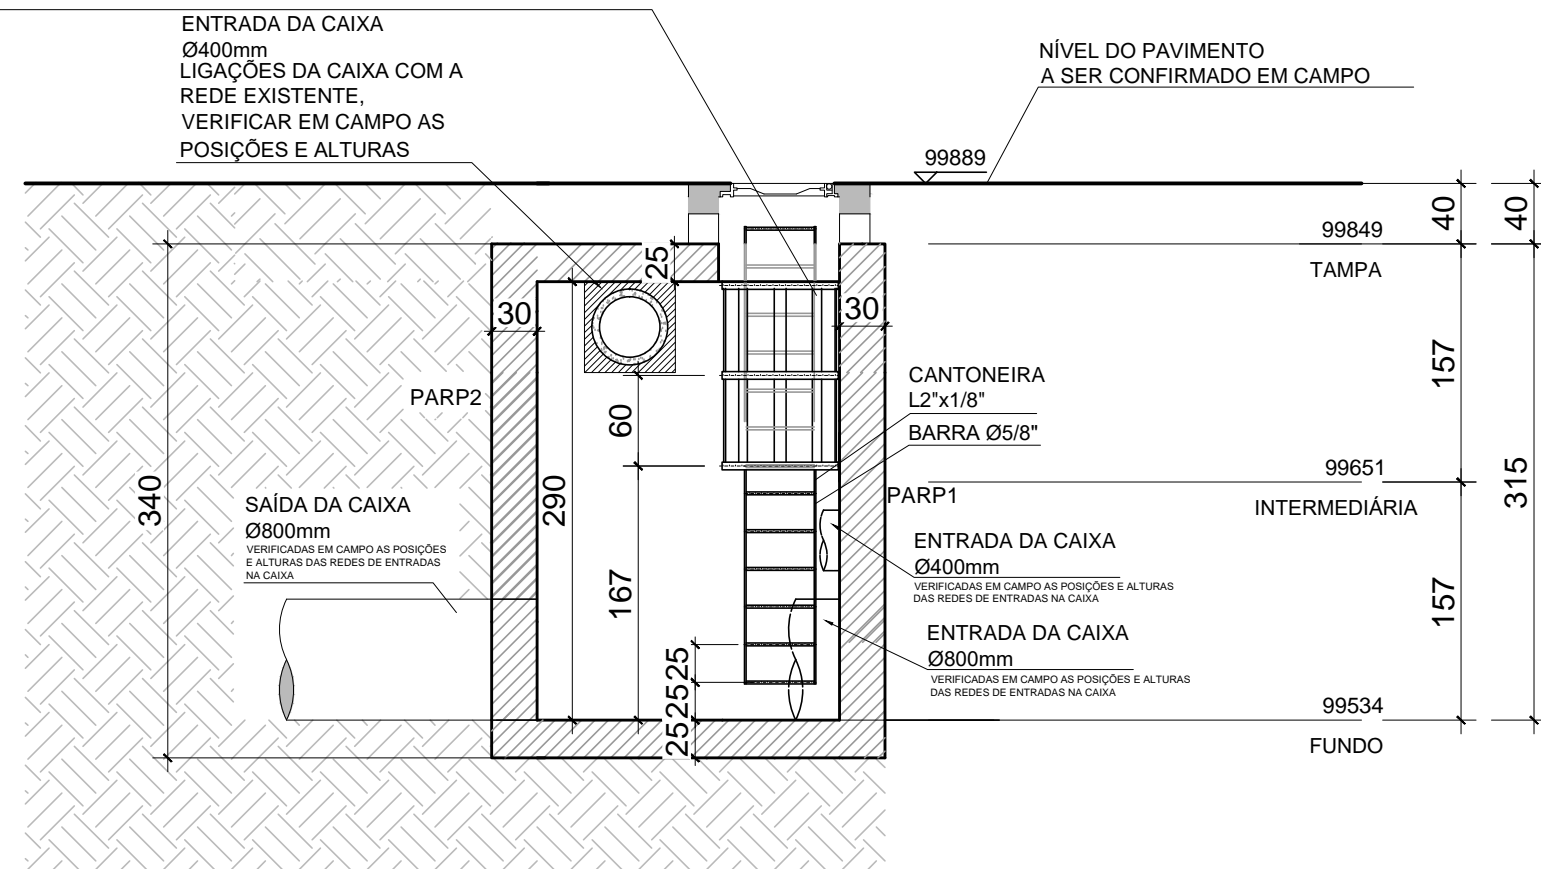 ENTRADA DA CAIXA
Ø400mm
LIGAÇÕES DA CAIXA COM A
REDE EXISTENTE,
VERIFICAR EM CAMPO AS
POSIÇÕES E ALTURAS
NÍVEL DO PAVIMENTO
A SER CONFIRMADO EM CAMPO
99889
40
40
99849
TAMPA
25
30
30
PARP2
CANTONEIRA
L2"x1/8"
BARRA Ø5/8"
157
60
99651
INTERMEDIÁRIA
PARP1
340
290
315
SAÍDA DA CAIXA
Ø800mm
VERIFICADAS EM CAMPO AS POSIÇÕES
E ALTURAS DAS REDES DE ENTRADAS
NA CAIXA
ENTRADA DA CAIXA
Ø400mm
VERIFICADAS EM CAMPO AS POSIÇÕES E ALTURAS
DAS REDES DE ENTRADAS NA CAIXA
167
157
ENTRADA DA CAIXA
Ø800mm
VERIFICADAS EM CAMPO AS POSIÇÕES E ALTURAS
DAS REDES DE ENTRADAS NA CAIXA
25
25
25
99534
FUNDO